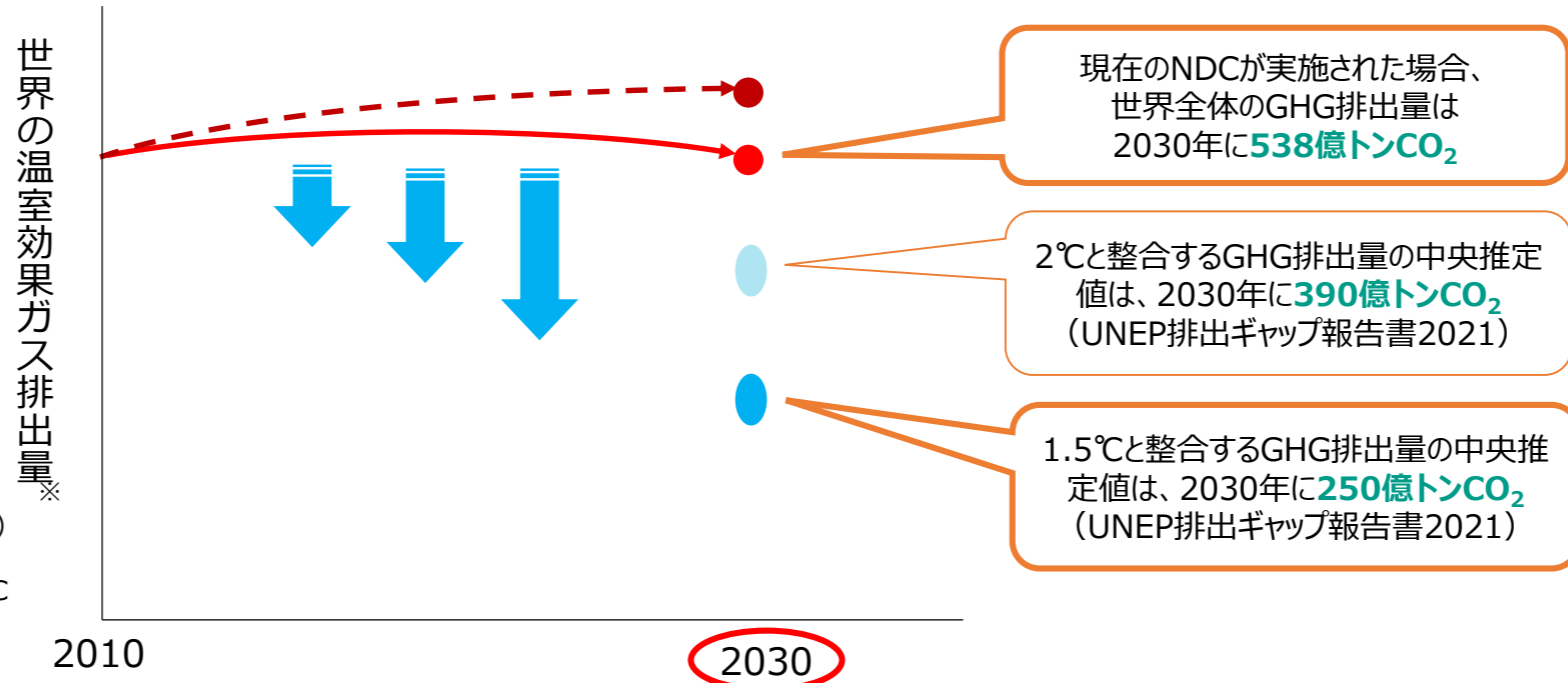 世界の温室効果ガス排出量※
)
C
現在のNDCが実施された場合、
世界全体のGHG排出量は
2030年に538億トンCO₂
2℃と整合するGHG排出量の中央推定
値は、2030年に390億トンCO₂
（UNEP排出ギャップ報告書2021）
1.5℃と整合するGHG排出量の中央推
定値は、2030年に250億トンCO₂
（UNEP排出ギャップ報告書2021）
2010
2030